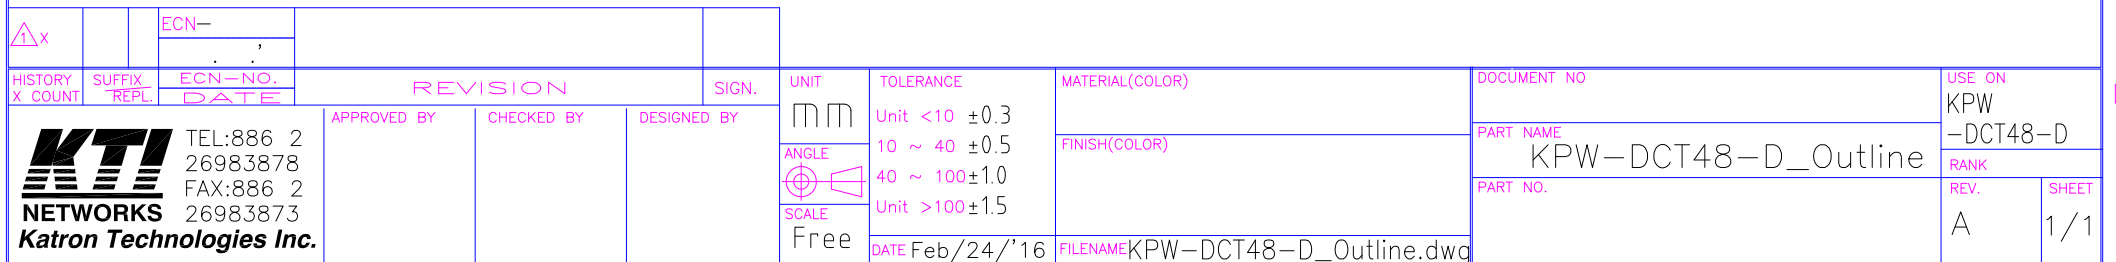 1 X
ECN—
. . '
HISTORY
X COUNT
SUFFIX
REPL.
ECN—NO.
DATE
REVISION
SIGN.
KTI
NETWORKS
Katron Technologies Inc.
TEL:886 2
26983878
FAX:886 2
26983873
APPROVED BY
CHECKED BY
DESIGNED BY
UNIT
mm
ANGLE
SCALE
Free
TOLERANCE
Unit <10 ±0.3
10 ~ 40 ±0.5
40 ~ 100 ±1.0
Unit >100 ±1.5
DATE Feb/24/'16
MATERIAL(COLOR)
FINISH(COLOR)
FILENAME KPW—DCT48—D_Outline.dwg
DOCUMENT NO
PART NAME
KPW—DCT48—D_Outline
PART NO.
USE ON
KPW
—DCT48—D
RANK
REV.
A
SHEET
1/1